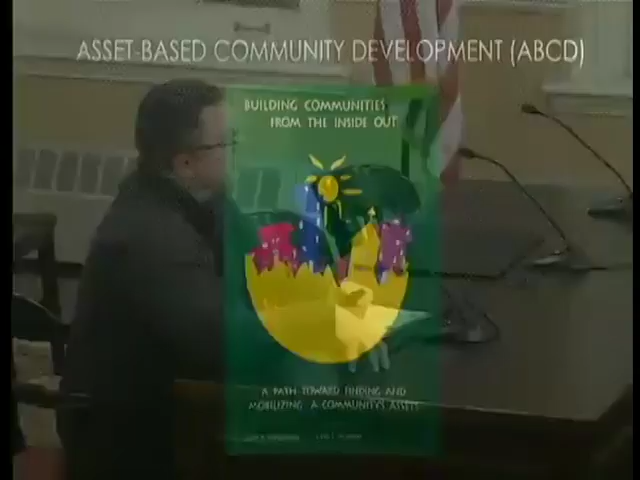 ASSET-BASED COMMUNITY DEVELOPMENT (ABCD)
BUILDING COMMUNITIES
FROM THE INSIDE OUT
A PATH TOWARD FINDING AND
MOBILIZING A COMMUNITY'S ASSETS